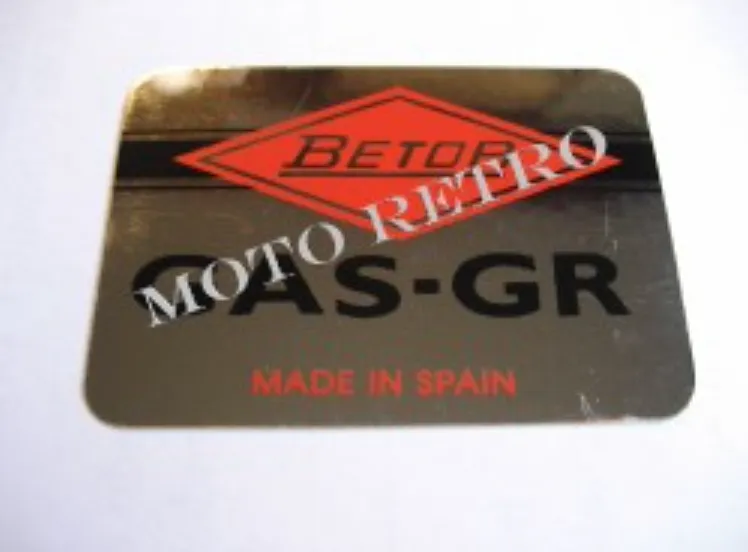 BETOR
MOTO RETRO
GAS-GR
MADE IN SPAIN